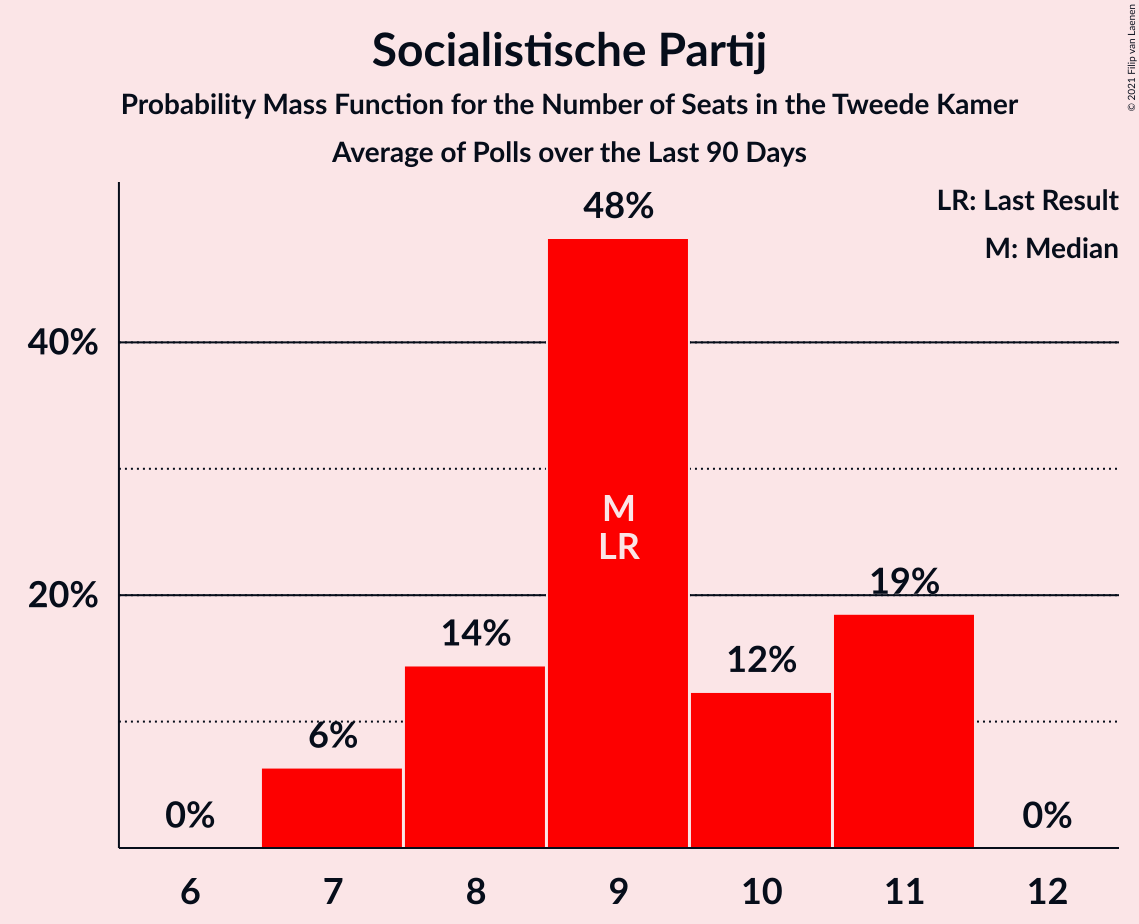 Socialistische Partij
Probability Mass Function for the Number of Seats in the Tweede Kamer
Average of Polls over the Last 90 Days
© 2021 Filip van Laenen
LR: Last Result
M: Median
48%
40%
M
LR
20%
19%
14%
12%
6%
0%
0%
6
7
8
9
10
11
12